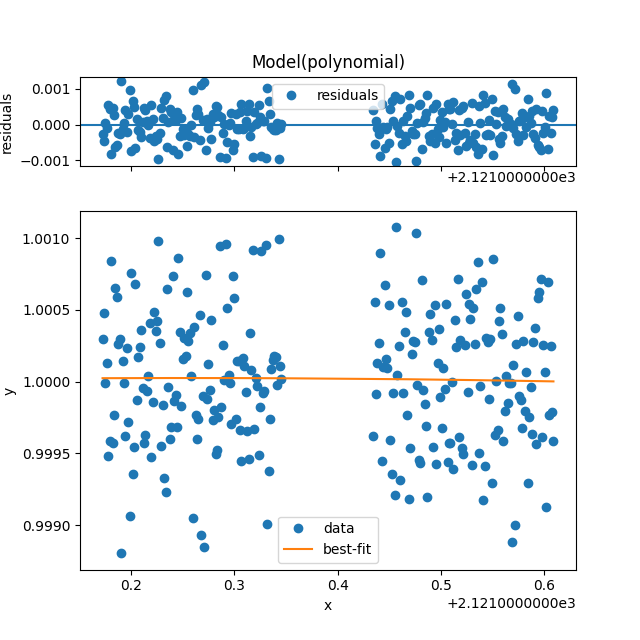 Model(polynomial)
residuals
0.001
0.000
−0.001
residuals
+2.1210000000e3
y
1.0010
1.0005
1.0000
0.9995
0.9990
data
best-fit
0.2 0.3 0.4 0.5 0.6
x
+2.1210000000e3